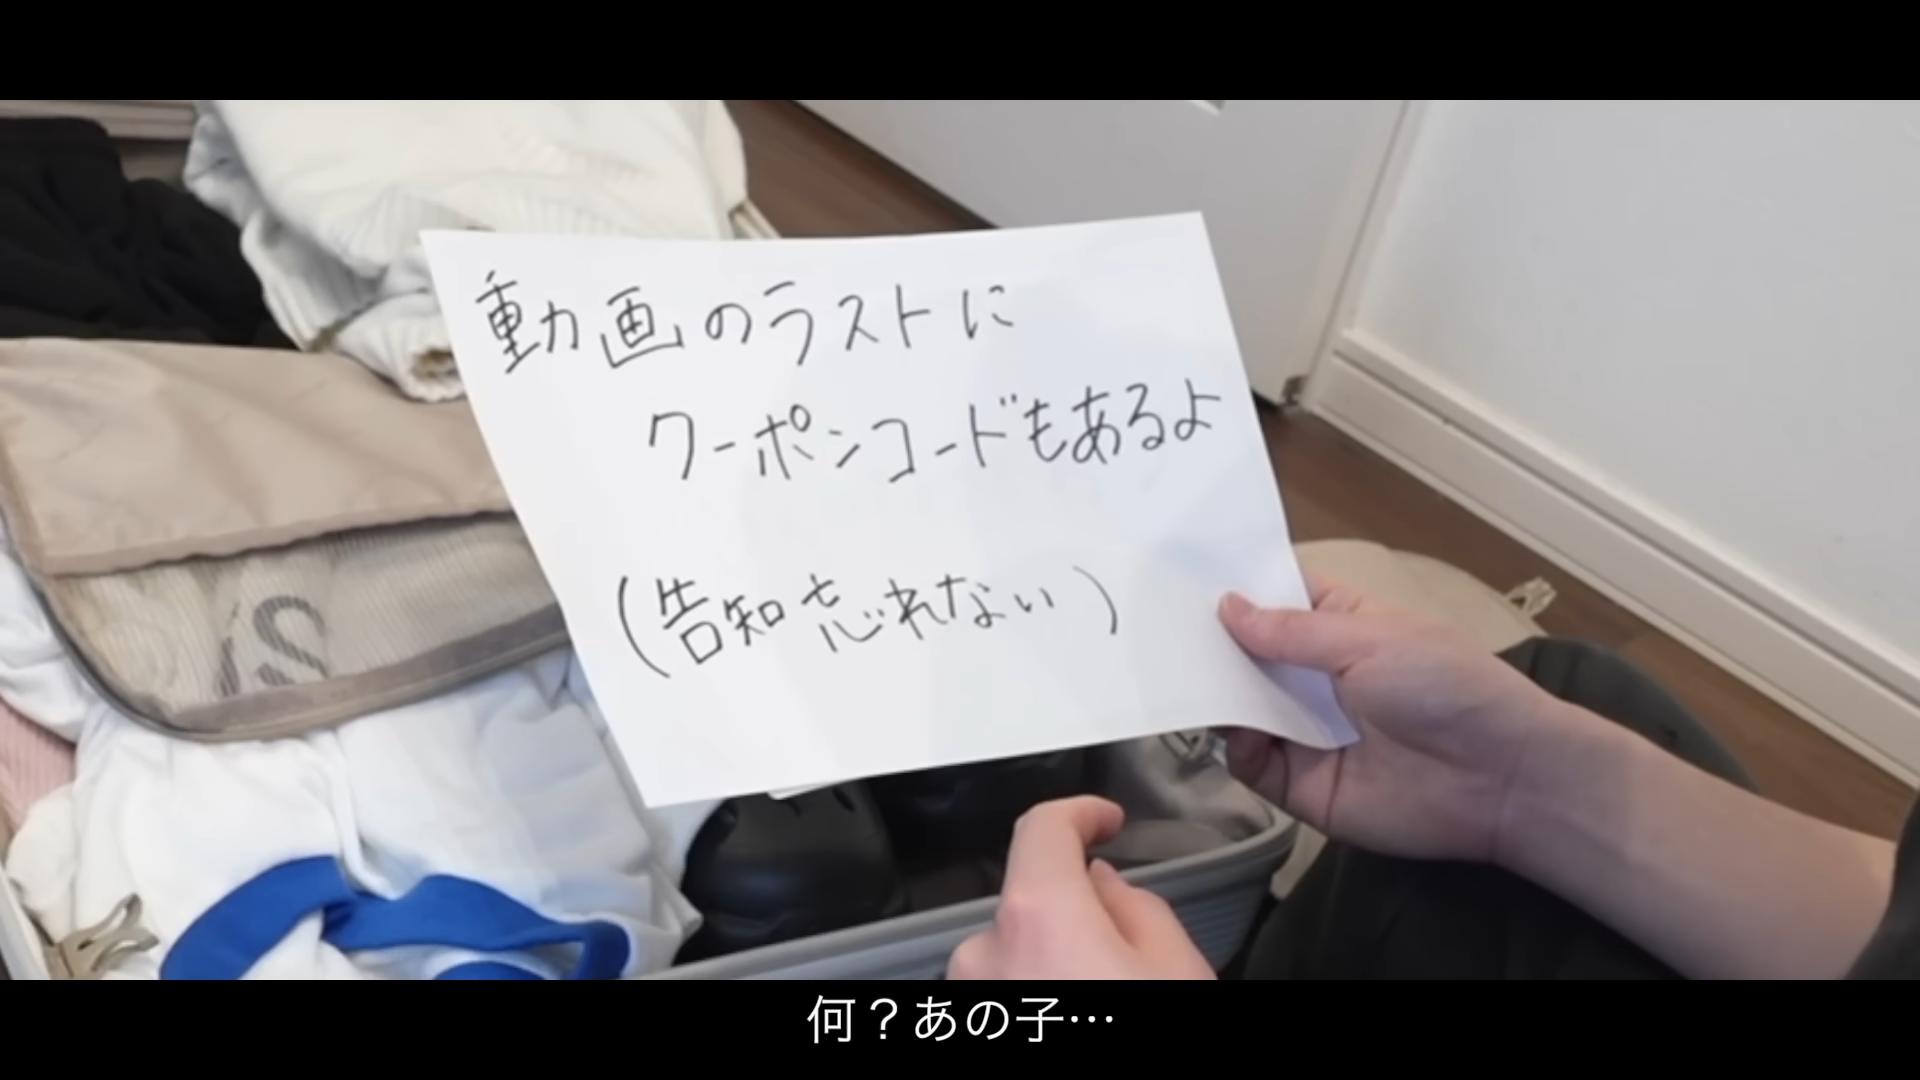 動画のラストに
クーポンコードもあるよ
(告知忘れない)
何？あの子…